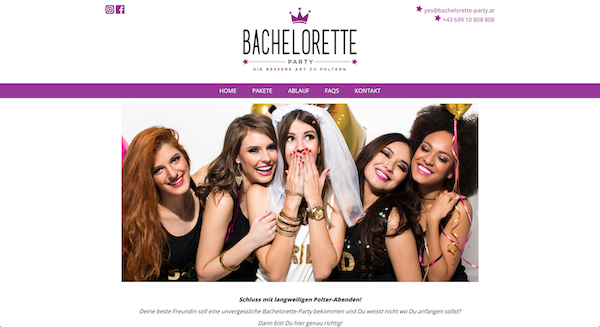 yes@bachelorette-party.at
+43 699 10 808 808
BACHELORETTE
PARTY
DIE BESSERE ART ZU POLTERN
HOME PAKETE ABLAUF FAQS KONTAKT
Schluss mit langweiligen Polter-Abenden!
Deine beste Freundin soll eine unvergessliche Bachelorette-Party bekommen und Du weisst nicht wo Du anfangen sollst?
Dann bist Du hier genau richtig!